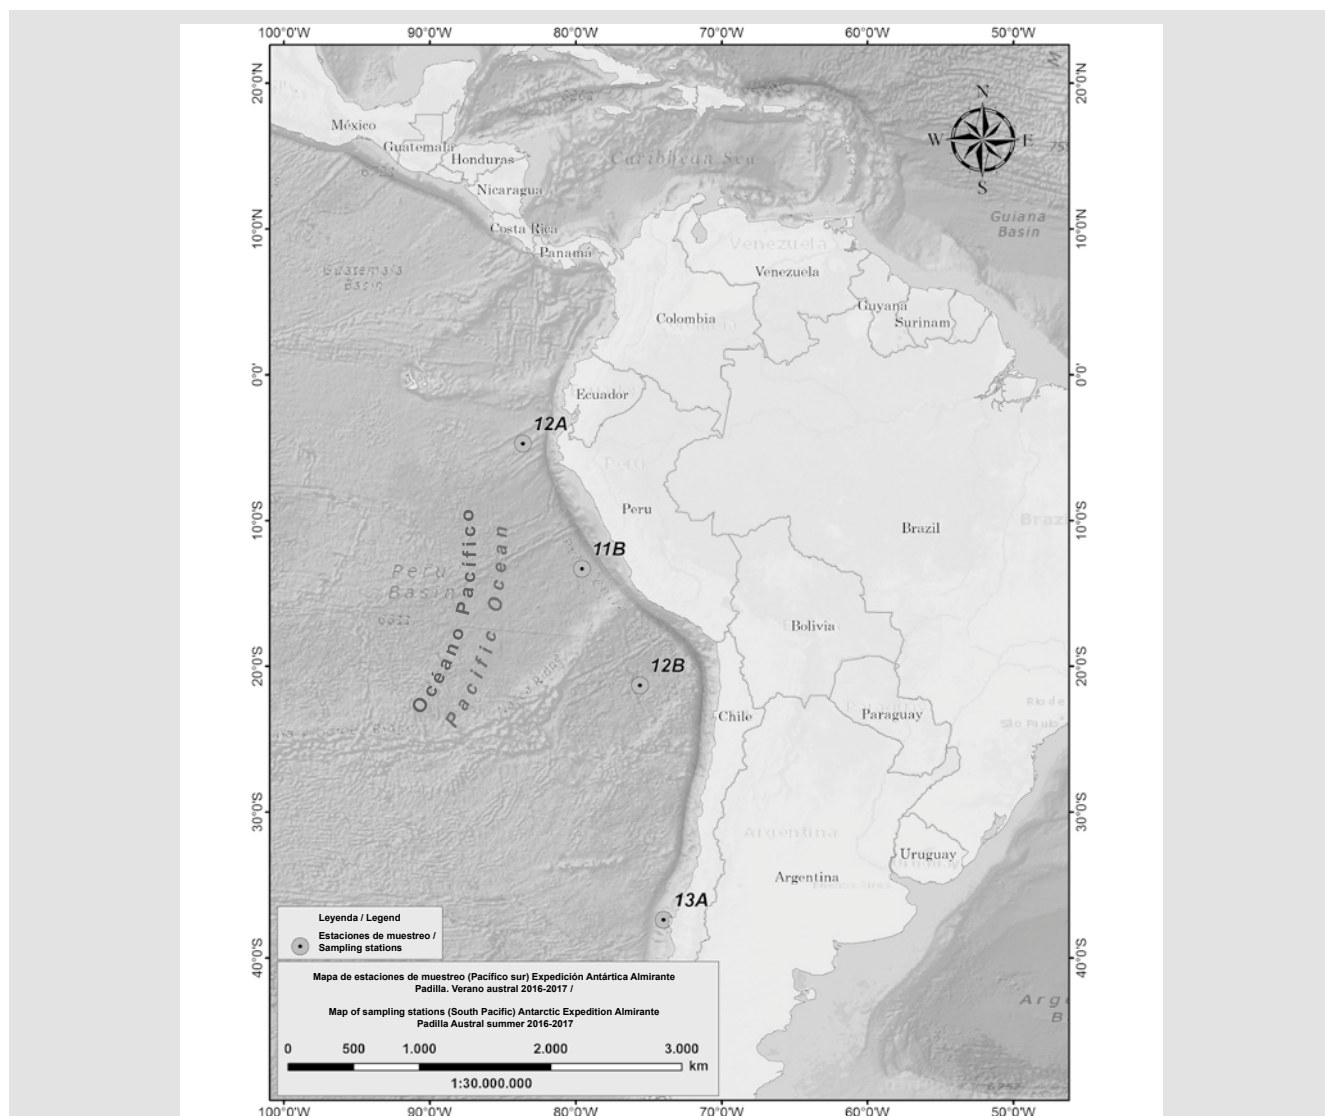 100°0'W 90°0'W 80°0'W 70°0'W 60°0'W 50°0'W
20°0'N
20°0'N
N
W E
S
México
Guatemala
Honduras
Nicaragua
Costa Rica
Panamá
Caribbean Sea
Guiana
Basin
10°0'N
10°0'N
Guatemala
Basin
Venezuela
Venezuela
Guyana
Surinam
Colombia
0°0'
0°0'
Ecuador
12A
Peru
Peru
Brazil
10°0'S
10°0'S
11B
Peru
Basin
Océano Pacífico
Pacific Ocean
Bolivia
12B
20°0'S
20°0'S
Chile
Paraguay
Rio de
São Paulo
30°0'S
30°0'S
Argentina
Uruguay
Argentina
Buenos Aires
13A
40°0'S
40°0'S
Leyenda / Legend
Estaciones de muestreo /
Sampling stations
Mapa de estaciones de muestreo (Pacífico sur) Expedición Antártica Almirante
Padilla. Verano austral 2016-2017 /
Map of sampling stations (South Pacific) Antarctic Expedition Almirante
Padilla Austral summer 2016-2017
0 500 1.000 2.000 3.000
km
1:30.000.000
100°0'W 90°0'W 80°0'W 70°0'W 60°0'W 50°0'W